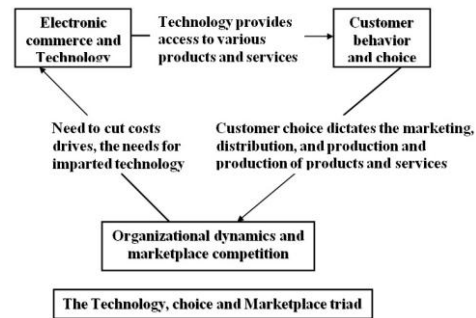 Electronic
commerce and
Technology
Technology provides
access to various
products and services
Customer
behavior
and choice
Need to cut costs
drives, the needs for
imparted technology
Customer choice dictates the marketing,
distribution, and production and
production of products and services
Organizational dynamics and
marketplace competition
The Technology, choice and Marketplace triad